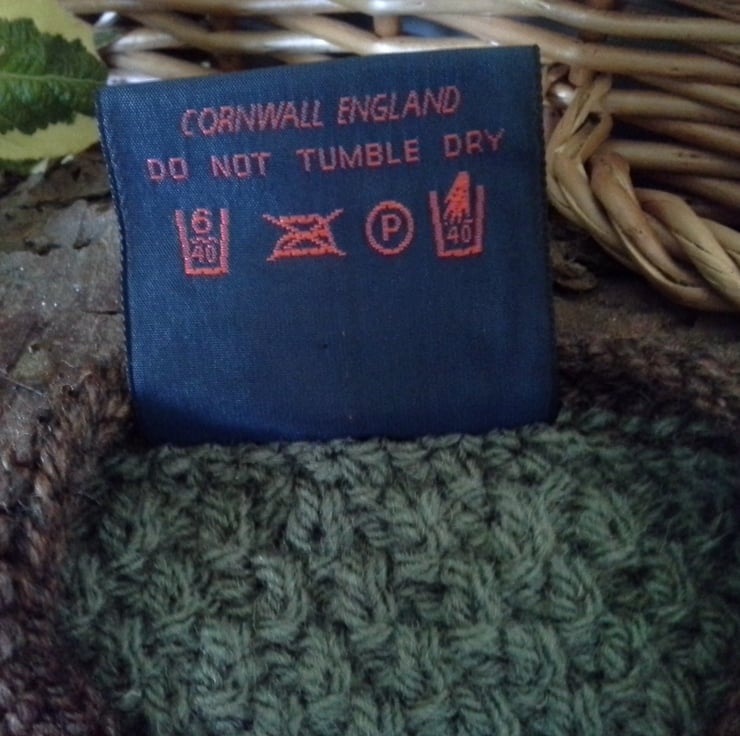 CORNWALL ENGLAND
DO NOT TUMBLE DRY
6 40 P 40